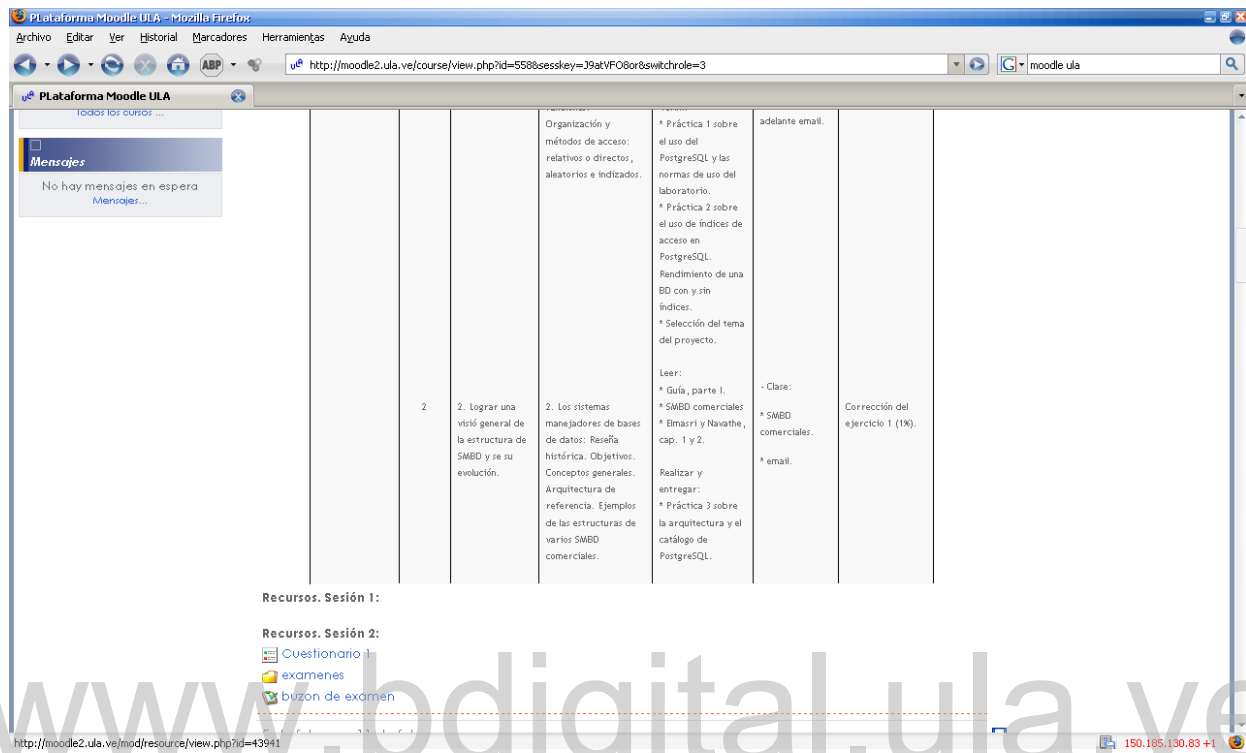 PLataforma Moodle ULA - Mozilla Firefox
Archivo Editar Ver Historial Marcadores Herramientas Ayuda
ABP
http://moodle2.ula.ve/course/view.php?id=558&sesskey=J9atVFO8or&switchrole=3
moodle ula
PLataforma Moodle ULA
Todos los cursos ...
Mensajes
No hay mensajes en espera
Mensajes...
Organización y
métodos de acceso:
relativos o directos,
aleatorios e indizados.
* Práctica 1 sobre
el uso del
PostgreSQL y las
normas de uso del
laboratorio.
* Práctica 2 sobre
el uso de índices de
acceso en
PostgreSQL.
Rendimiento de una
BD con y sin
índices.
* Selección del tema
del proyecto.
adelante email.
2
2. Lograr una
visió general de
la estructura de
SMBD y se su
evolución.
2. Los sistemas
manejadores de bases
de datos: Reseña
histórica. Objetivos.
Conceptos generales.
Arquitectura de
referencia. Ejemplos
de las estructuras de
varios SMBD
comerciales.
Leer:
* Guía, parte I.
* SMBD comerciales
* Elmasri y Navathe,
cap. 1 y 2.
Realizar y
entregar:
* Práctica 3 sobre
la arquitectura y el
catálogo de
PostgreSQL.
- Clase:
* SMBD
comerciales.
* email.
Corrección del
ejercicio 1 (1%).
Recursos. Sesión 1:
Recursos. Sesión 2:
Cuestionario 1
examenes
buzon de examen
www.bdigital.ula.ve
http://moodle2.ula.ve/mod/resource/view.php?id=43941
150.185.130.83 +1